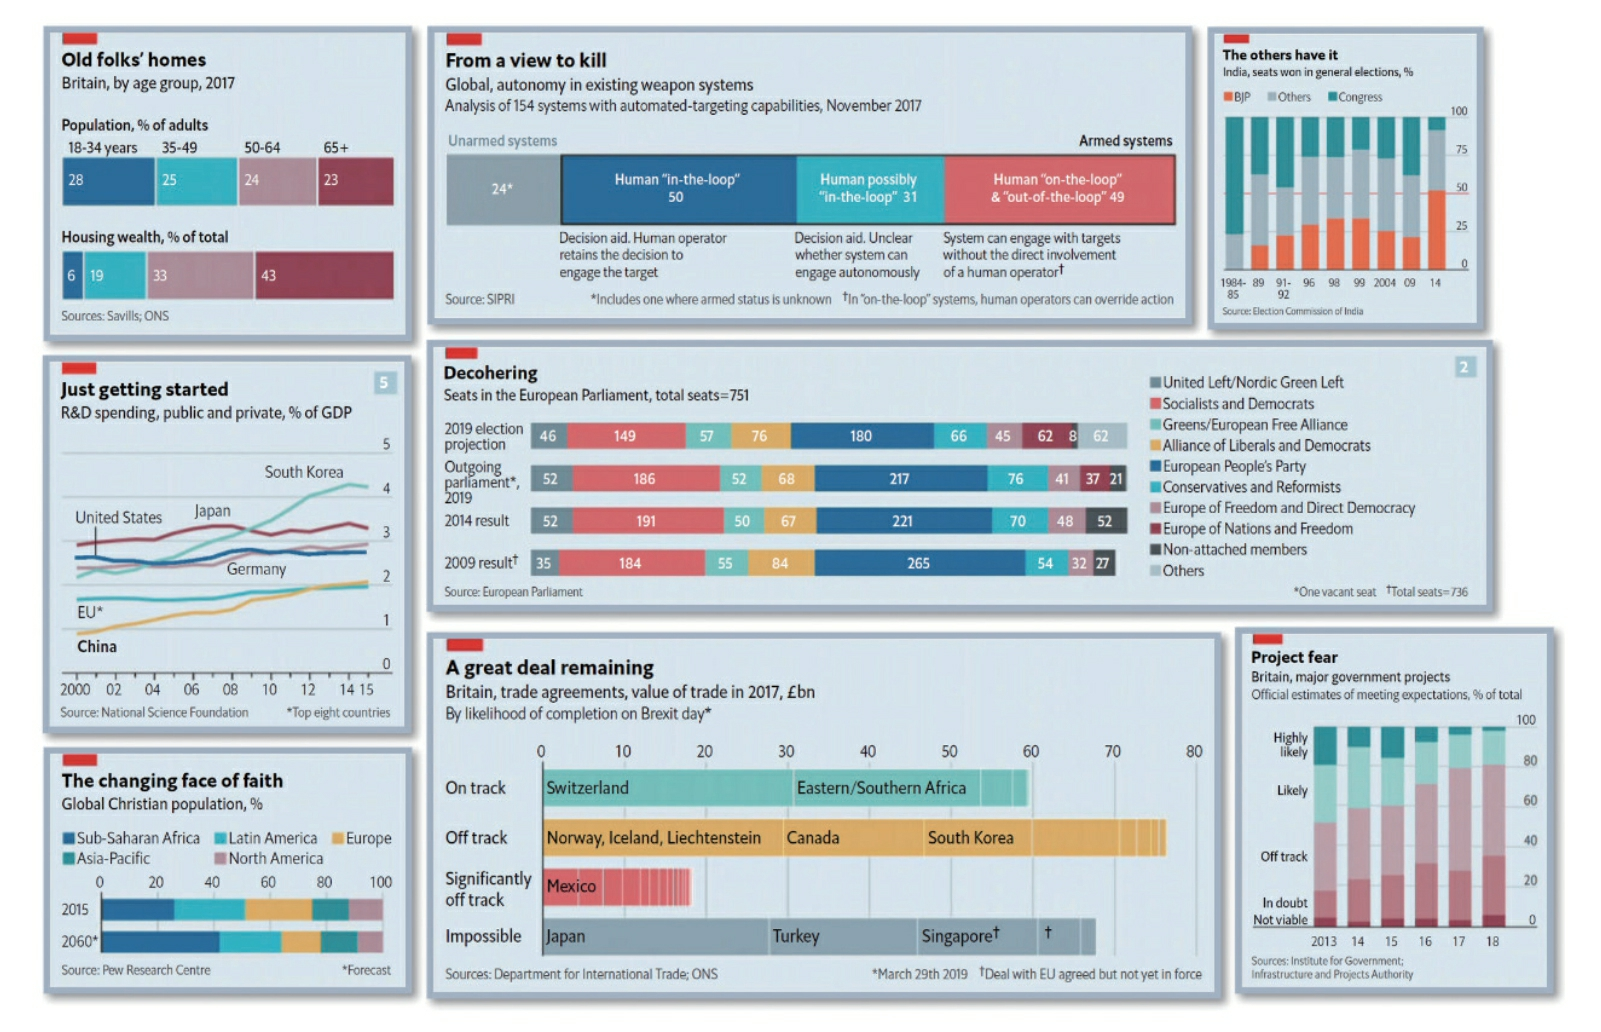 Old folks' homes
Britain, by age group, 2017
Population, % of adults
18-34 years 35-49 50-64 65+
28 25 24 23
Housing wealth, % of total
6 19 33 43
Sources: Savills; ONS
From a view to kill
Global, autonomy in existing weapon systems
Analysis of 154 systems with automated-targeting capabilities, November 2017
Unarmed systems Armed systems
24*
Human "in-the-loop"
50
Human possibly
"in-the-loop" 31
Human "on-the-loop"
& "out-of-the-loop" 49
Decision aid. Human operator
retains the decision to
engage the target
Decision aid. Unclear
whether system can
engage autonomously
System can engage with targets
without the direct involvement
of a human operator†
Source: SIPRI *Includes one where armed status is unknown †In "on-the-loop" systems, human operators can override action
The others have it
India, seats won in general elections, %
BJP Others Congress
100
75
50
25
0
1984-
85
89
91-
92
96 98 99 2004 09 14
Source: Election Commission of India
Just getting started
5
R&D spending, public and private, % of GDP
5
South Korea
4
Japan
United States
3
Germany
2
EU*
1
China
0
2000 02 04 06 08 10 12 14 15
Source: National Science Foundation *Top eight countries
Decohering
2
Seats in the European Parliament, total seats=751
2019 election
projection
46 149 57 76 180 66 45 62 8 62
Outgoing
parliament*,
2019
52 186 52 68 217 76 41 37 21
2014 result 52 191 50 67 221 70 48 52
2009 result† 35 184 55 84 265 54 32 27
United Left/Nordic Green Left
Socialists and Democrats
Greens/European Free Alliance
Alliance of Liberals and Democrats
European People's Party
Conservatives and Reformists
Europe of Freedom and Direct Democracy
Europe of Nations and Freedom
Non-attached members
Others
Source: European Parliament *One vacant seat †Total seats=736
The changing face of faith
Global Christian population, %
Sub-Saharan Africa Latin America Europe
Asia-Pacific North America
0 20 40 60 80 100
2015
2060*
Source: Pew Research Centre *Forecast
A great deal remaining
Britain, trade agreements, value of trade in 2017, £bn
By likelihood of completion on Brexit day*
0 10 20 30 40 50 60 70 80
On track Switzerland Eastern/Southern Africa
Off track Norway, Iceland, Liechtenstein Canada South Korea
Significantly
off track
Mexico
Impossible Japan Turkey Singapore† †
Sources: Department for International Trade; ONS *March 29th 2019 †Deal with EU agreed but not yet in force
Project fear
Britain, major government projects
Official estimates of meeting expectations, % of total
100
Highly
likely
80
Likely
60
40
Off track
20
In doubt
Not viable
0
2013 14 15 16 17 18
Sources: Institute for Government;
Infrastructure and Projects Authority